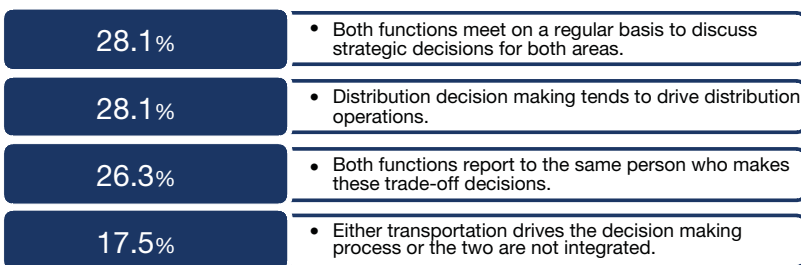 28.1%
• Both functions meet on a regular basis to discuss
strategic decisions for both areas.
28.1%
• Distribution decision making tends to drive distribution
operations.
26.3%
• Both functions report to the same person who makes
these trade-off decisions.
17.5%
• Either transportation drives the decision making
process or the two are not integrated.